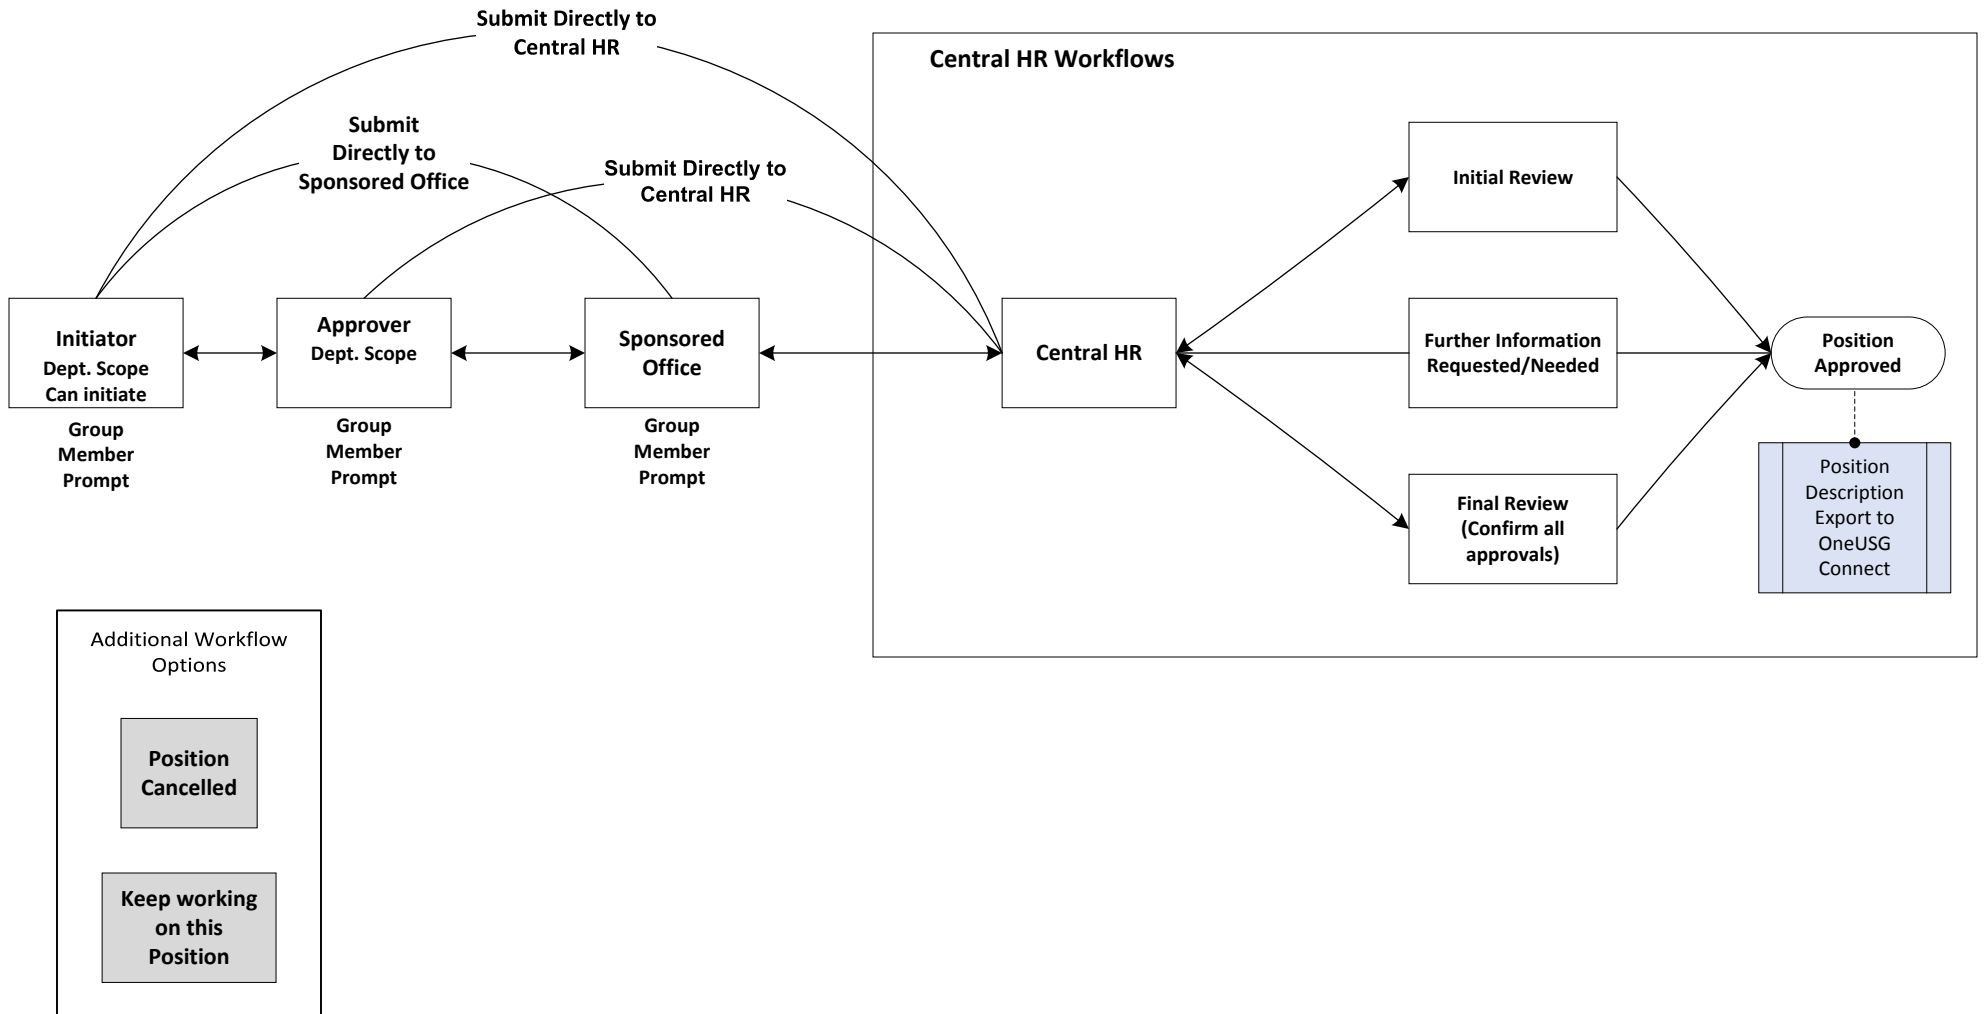 Submit Directly to
Central HR
Submit
Directly to
Sponsored Office
Submit Directly to
Central HR
Initiator
Dept. Scope
Can initiate
Group
Member
Prompt
Approver
Dept. Scope
Group
Member
Prompt
Sponsored
Office
Group
Member
Prompt
Central HR Workflows
Central HR
Initial Review
Further Information
Requested/Needed
Final Review
(Confirm all
approvals)
Position
Approved
Position
Description
Export to
OneUSG
Connect
Additional Workflow
Options
Position
Cancelled
Keep working
on this
Position